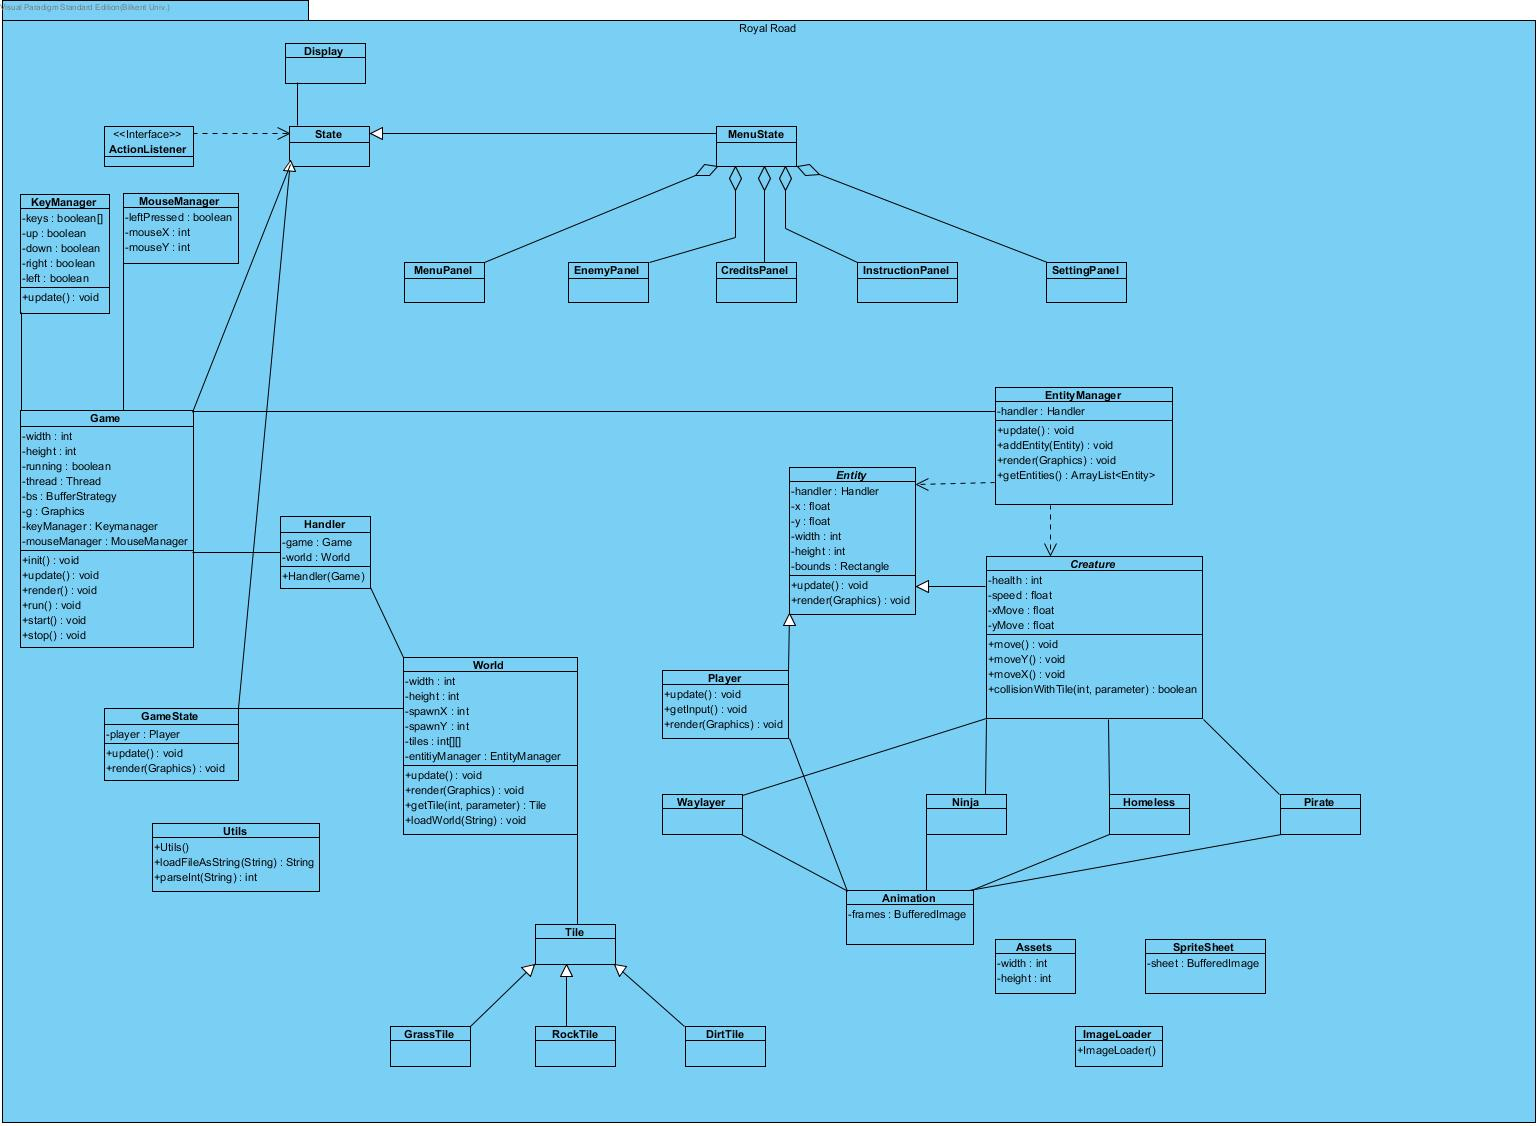 Visual Paradigm Standard Edition(Bilkent Univ.)
Royal Road
Display
<<Interface>>
ActionListener
State
MenuState
KeyManager
-keys : boolean[]
-up : boolean
-down : boolean
-right : boolean
-left : boolean
+update() : void
MouseManager
-leftPressed : boolean
-mouseX : int
-mouseY : int
MenuPanel
EnemyPanel
CreditsPanel
InstructionPanel
SettingPanel
Game
-width : int
-height : int
-running : boolean
-thread : Thread
-bs : BufferStrategy
-g : Graphics
-keyManager : Keymanager
-mouseManager : MouseManager
+init() : void
+update() : void
+render() : void
+run() : void
+start() : void
+stop() : void
EntityManager
-handler : Handler
+update() : void
+addEntity(Entity) : void
+render(Graphics) : void
+getEntities() : ArrayList<Entity>
Entity
-handler : Handler
-x : float
-y : float
-width : int
-height : int
-bounds : Rectangle
+update() : void
+render(Graphics) : void
Handler
-game : Game
-world : World
+Handler(Game)
Creature
-health : int
-speed : float
-xMove : float
-yMove : float
+move() : void
+moveY() : void
+moveX() : void
+collisionWithTile(int, parameter) : boolean
World
-width : int
-height : int
-spawnX : int
-spawnY : int
-tiles : int[][]
-entitiyManager : EntityManager
+update() : void
+render(Graphics) : void
+getTile(int, parameter) : Tile
+loadWorld(String) : void
Player
+update() : void
+getInput() : void
+render(Graphics) : void
GameState
-player : Player
+update() : void
+render(Graphics) : void
Waylayer
Ninja
Homeless
Pirate
Utils
+Utils()
+loadFileAsString(String) : String
+parseInt(String) : int
Animation
-frames : BufferedImage
Tile
Assets
-width : int
-height : int
SpriteSheet
-sheet : BufferedImage
GrassTile
RockTile
DirtTile
ImageLoader
+ImageLoader()